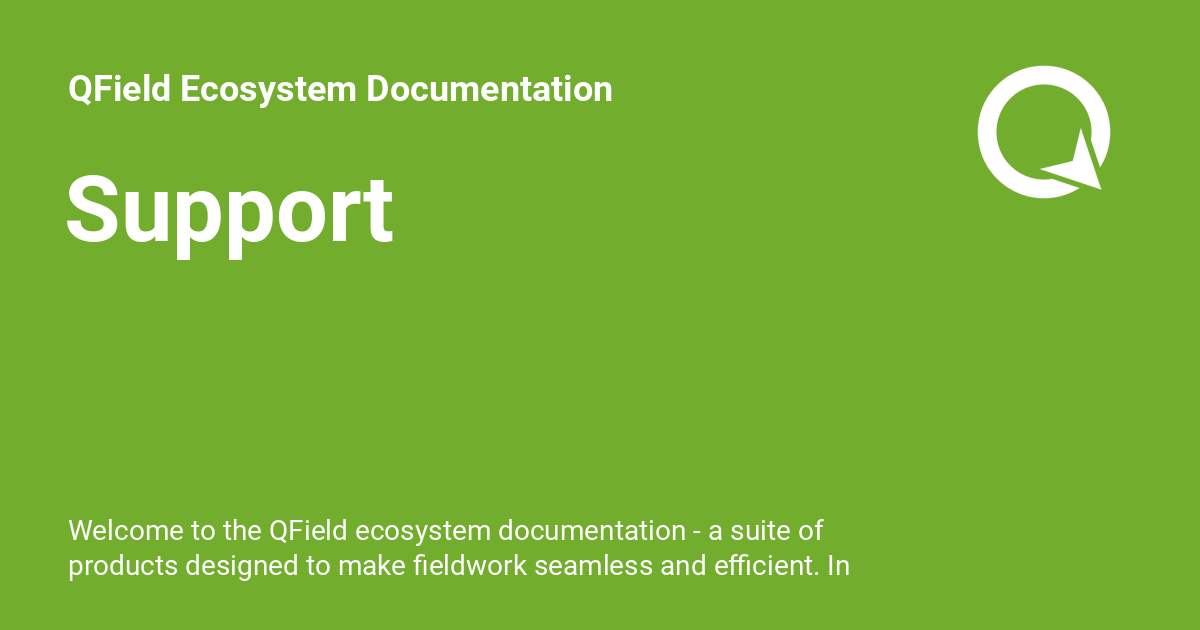 QField Ecosystem Documentation
Support
Welcome to the QField ecosystem documentation - a suite of
products designed to make fieldwork seamless and efficient. In